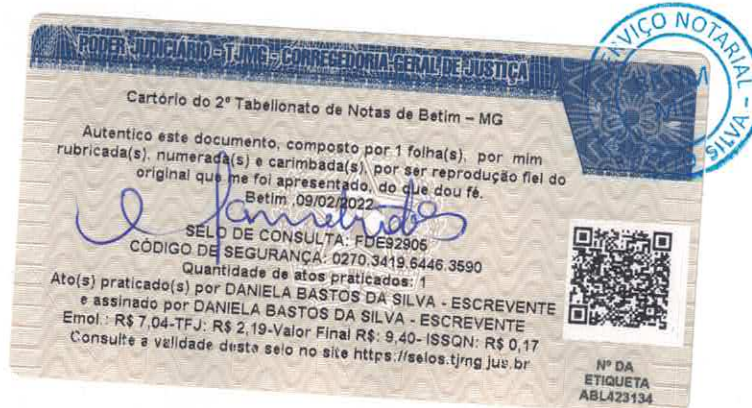 PODER JUDICIÁRIO - TJMG - CORREGEDORIA-GERAL DE JUSTIÇA
Cartório do 2º Tabelionato de Notas de Betim – MG
Autentico este documento, composto por 1 folha(s), por mim
rubricada(s), numerada(s) e carimbada(s), por ser reprodução fiel do
original que me foi apresentado, do que dou fé.
Betim ,09/02/2022
SELO DE CONSULTA: FDE92905
CÓDIGO DE SEGURANÇA: 0270.3419.6446.3590
Quantidade de atos praticados: 1
Ato(s) praticado(s) por DANIELA BASTOS DA SILVA - ESCREVENTE
e assinado por DANIELA BASTOS DA SILVA - ESCREVENTE
Emol.: R$ 7,04-TFJ: R$ 2,19-Valor Final R$: 9,40- ISSQN: R$ 0,17
Consulte a validade deste selo no site https://selos.tjmg.jus.br
Nº DA
ETIQUETA
ABL423134
NOTARIAL
SILVA